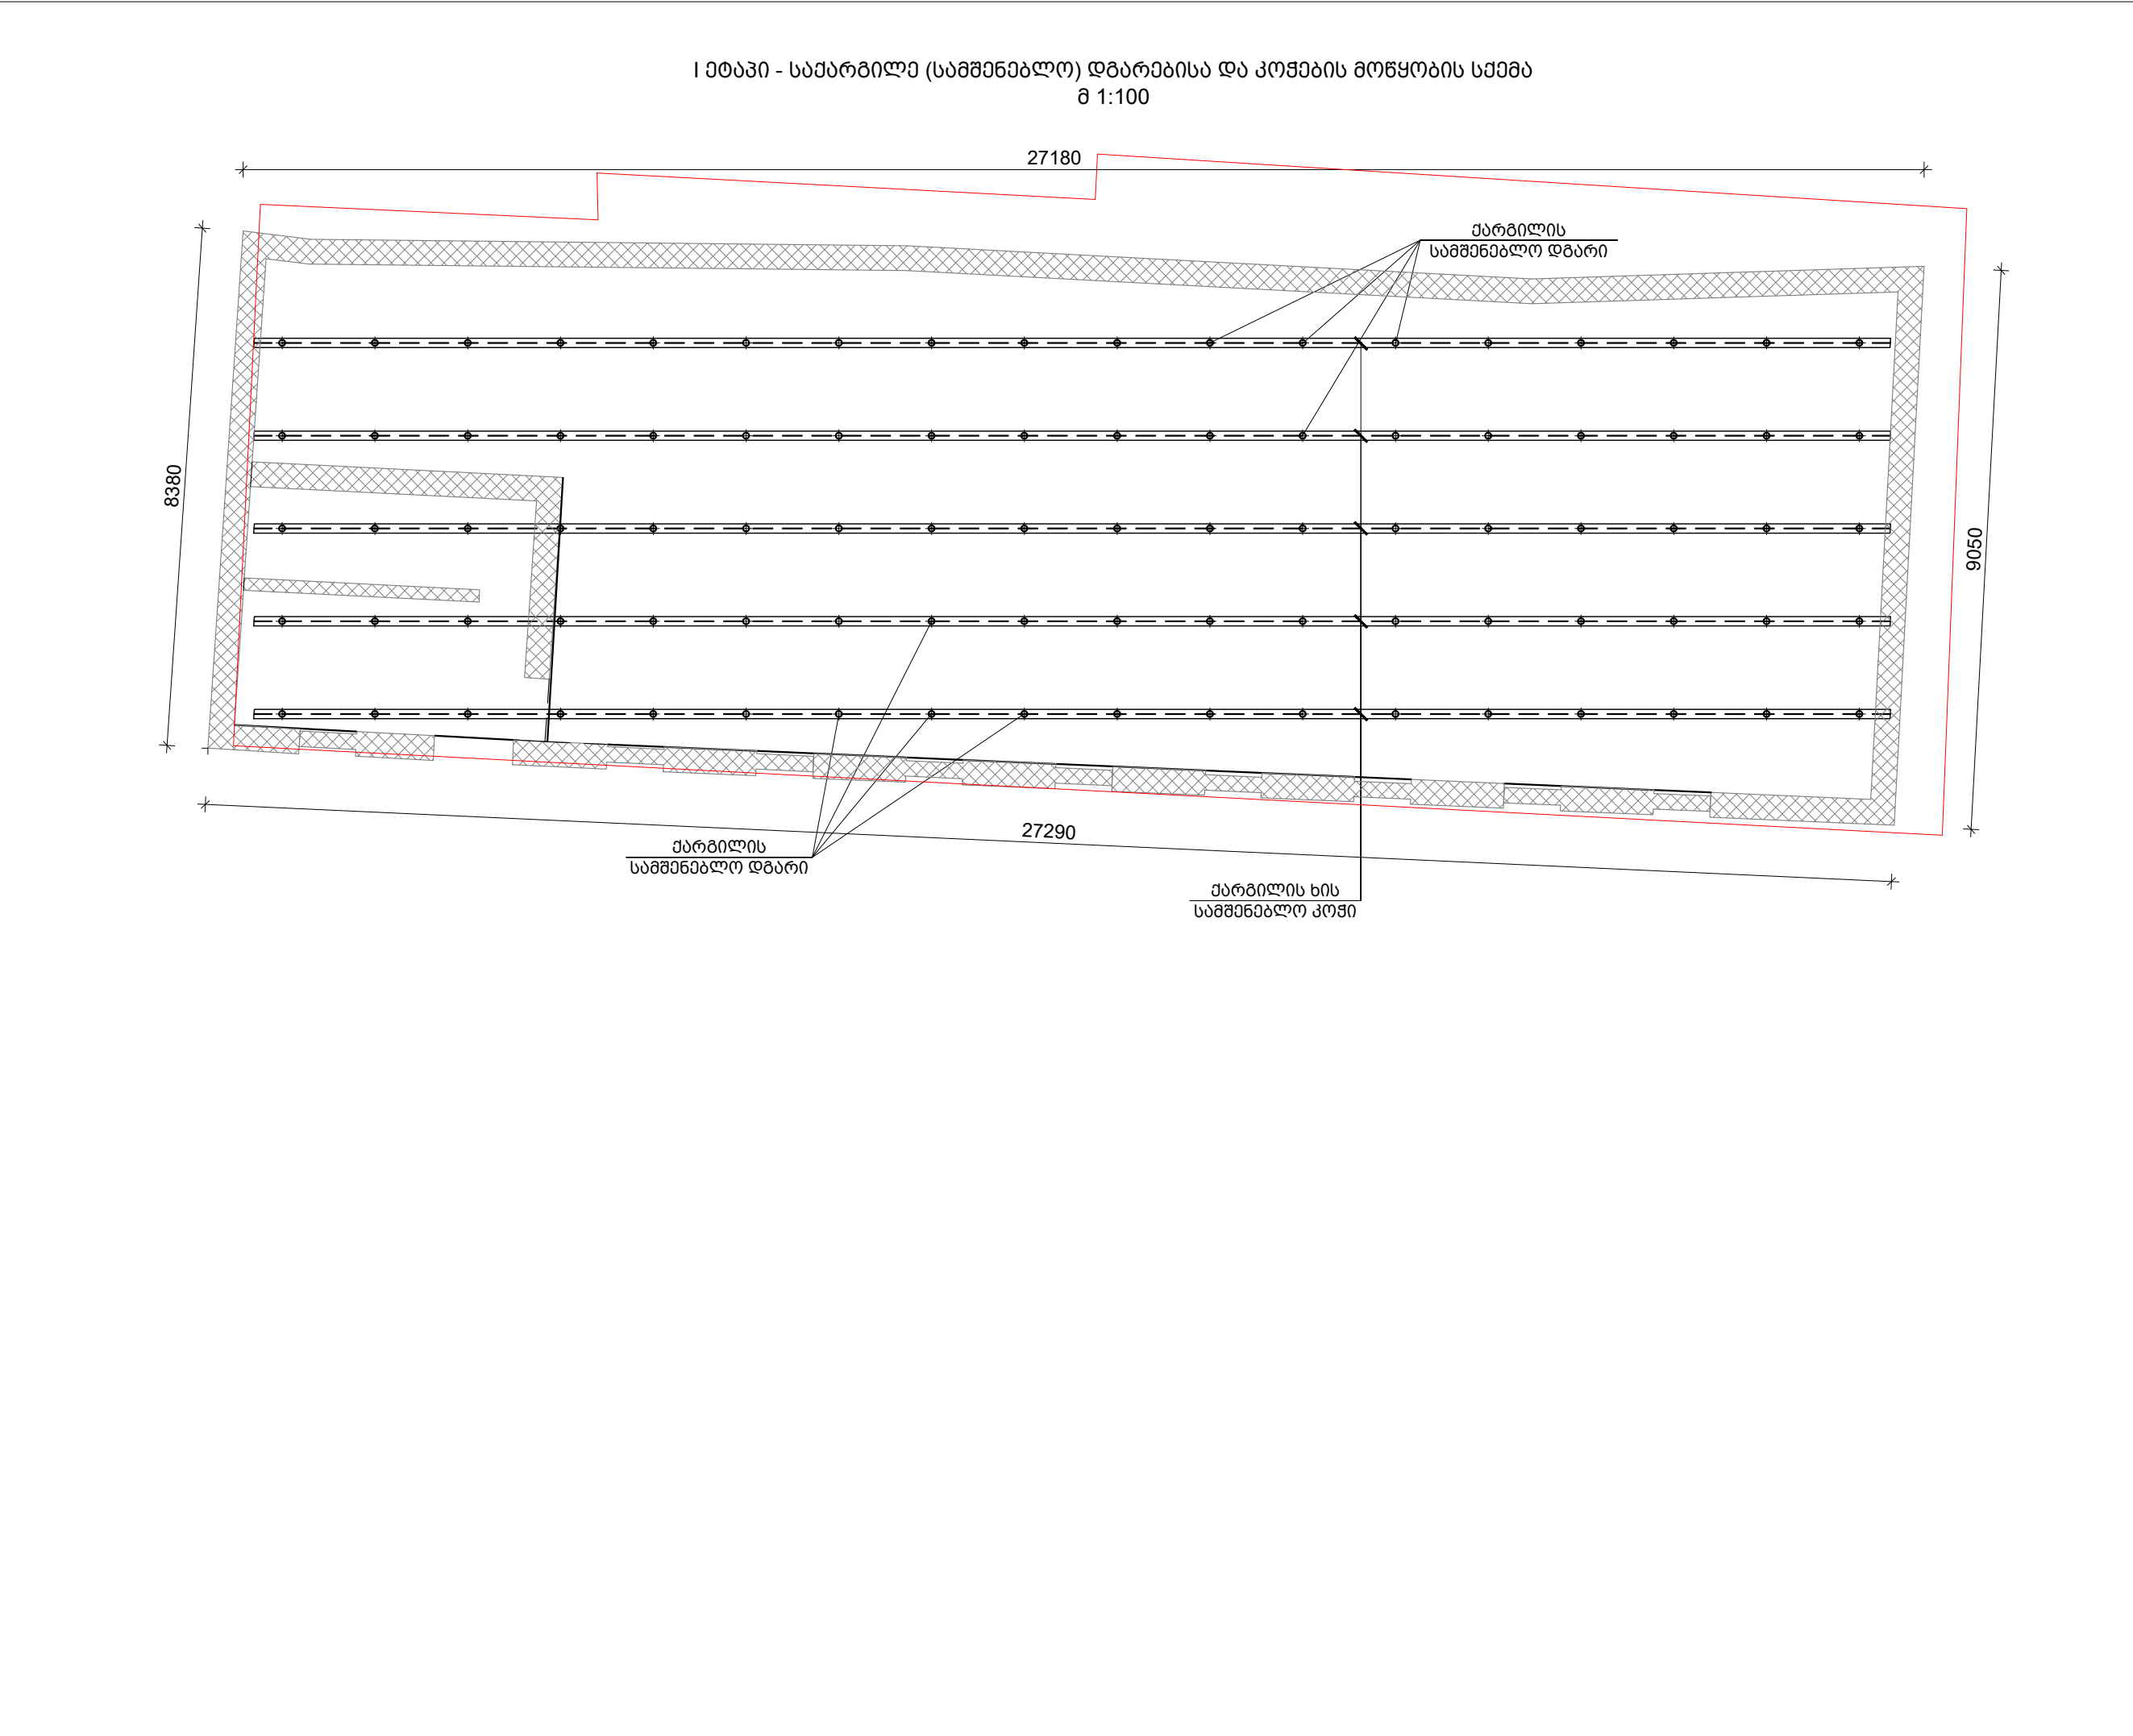 I ეტაპი - საქარგილე (სამშენებლო) დგარებისა და კოჭების მოწყობის სქემა
მ 1:100
27180
ქარგილის
სამშენებლო დგარი
8380
9050
27290
ქარგილის
სამშენებლო დგარი
ქარგილის ხის
სამშენებლო კოჭი